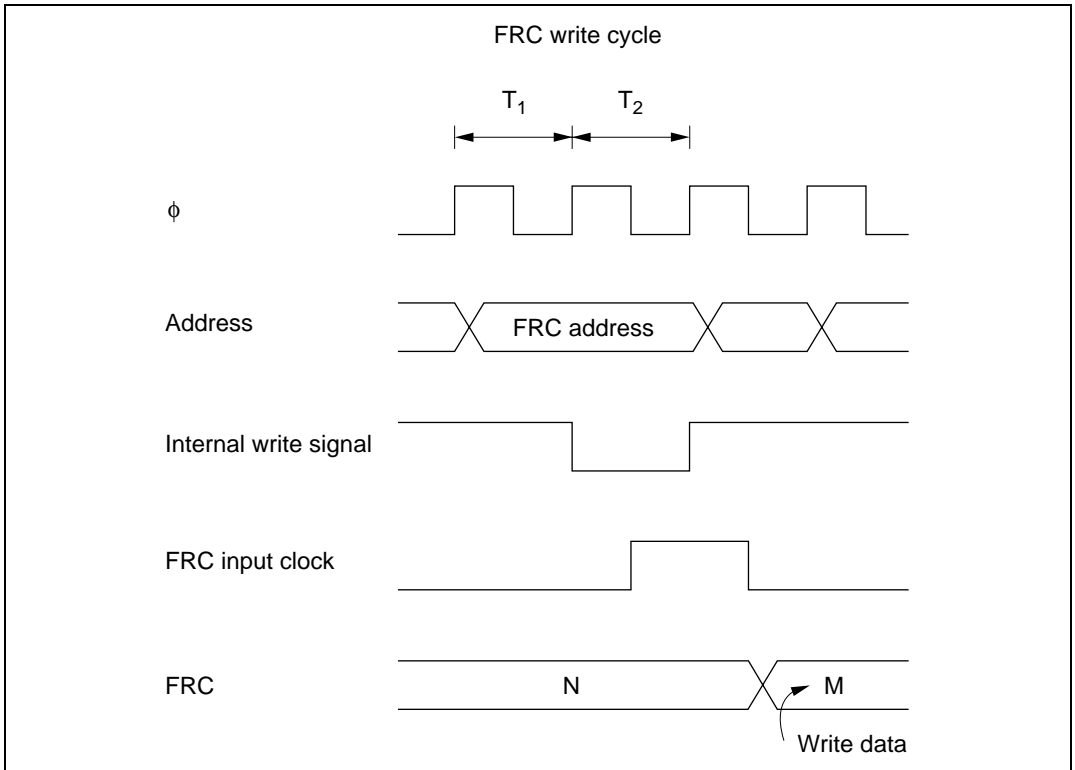 FRC write cycle
T1 T2
ϕ
Address
FRC address
Internal write signal
FRC input clock
FRC
N
M
Write data